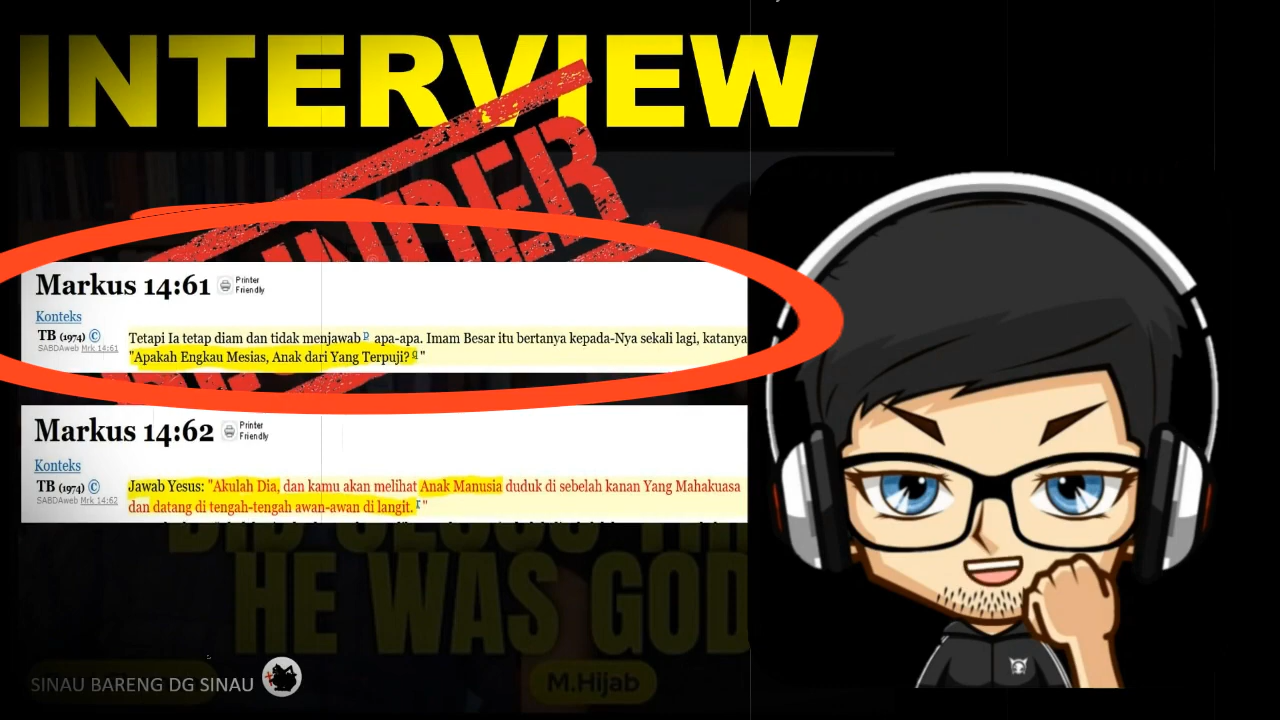 INTERVIEW
Markus 14:61 Printer Friendly
Konteks
TB (1974) © Tetapi Ia tetap diam dan tidak menjawab p apa-apa. Imam Besar itu bertanya kepada-Nya sekali lagi, katanya
SABDAweb Mrk 14:61 "Apakah Engkau Mesias, Anak dari Yang Terpuji? q "
Markus 14:62 Printer Friendly
Konteks
TB (1974) © Jawab Yesus: "Akulah Dia, dan kamu akan melihat Anak Manusia duduk di sebelah kanan Yang Mahakuasa
SABDAweb Mrk 14:62 dan datang di tengah-tengah awan-awan di langit. r "
HE WAS GOD
SINAU BARENG DG SINAU
M.Hijab